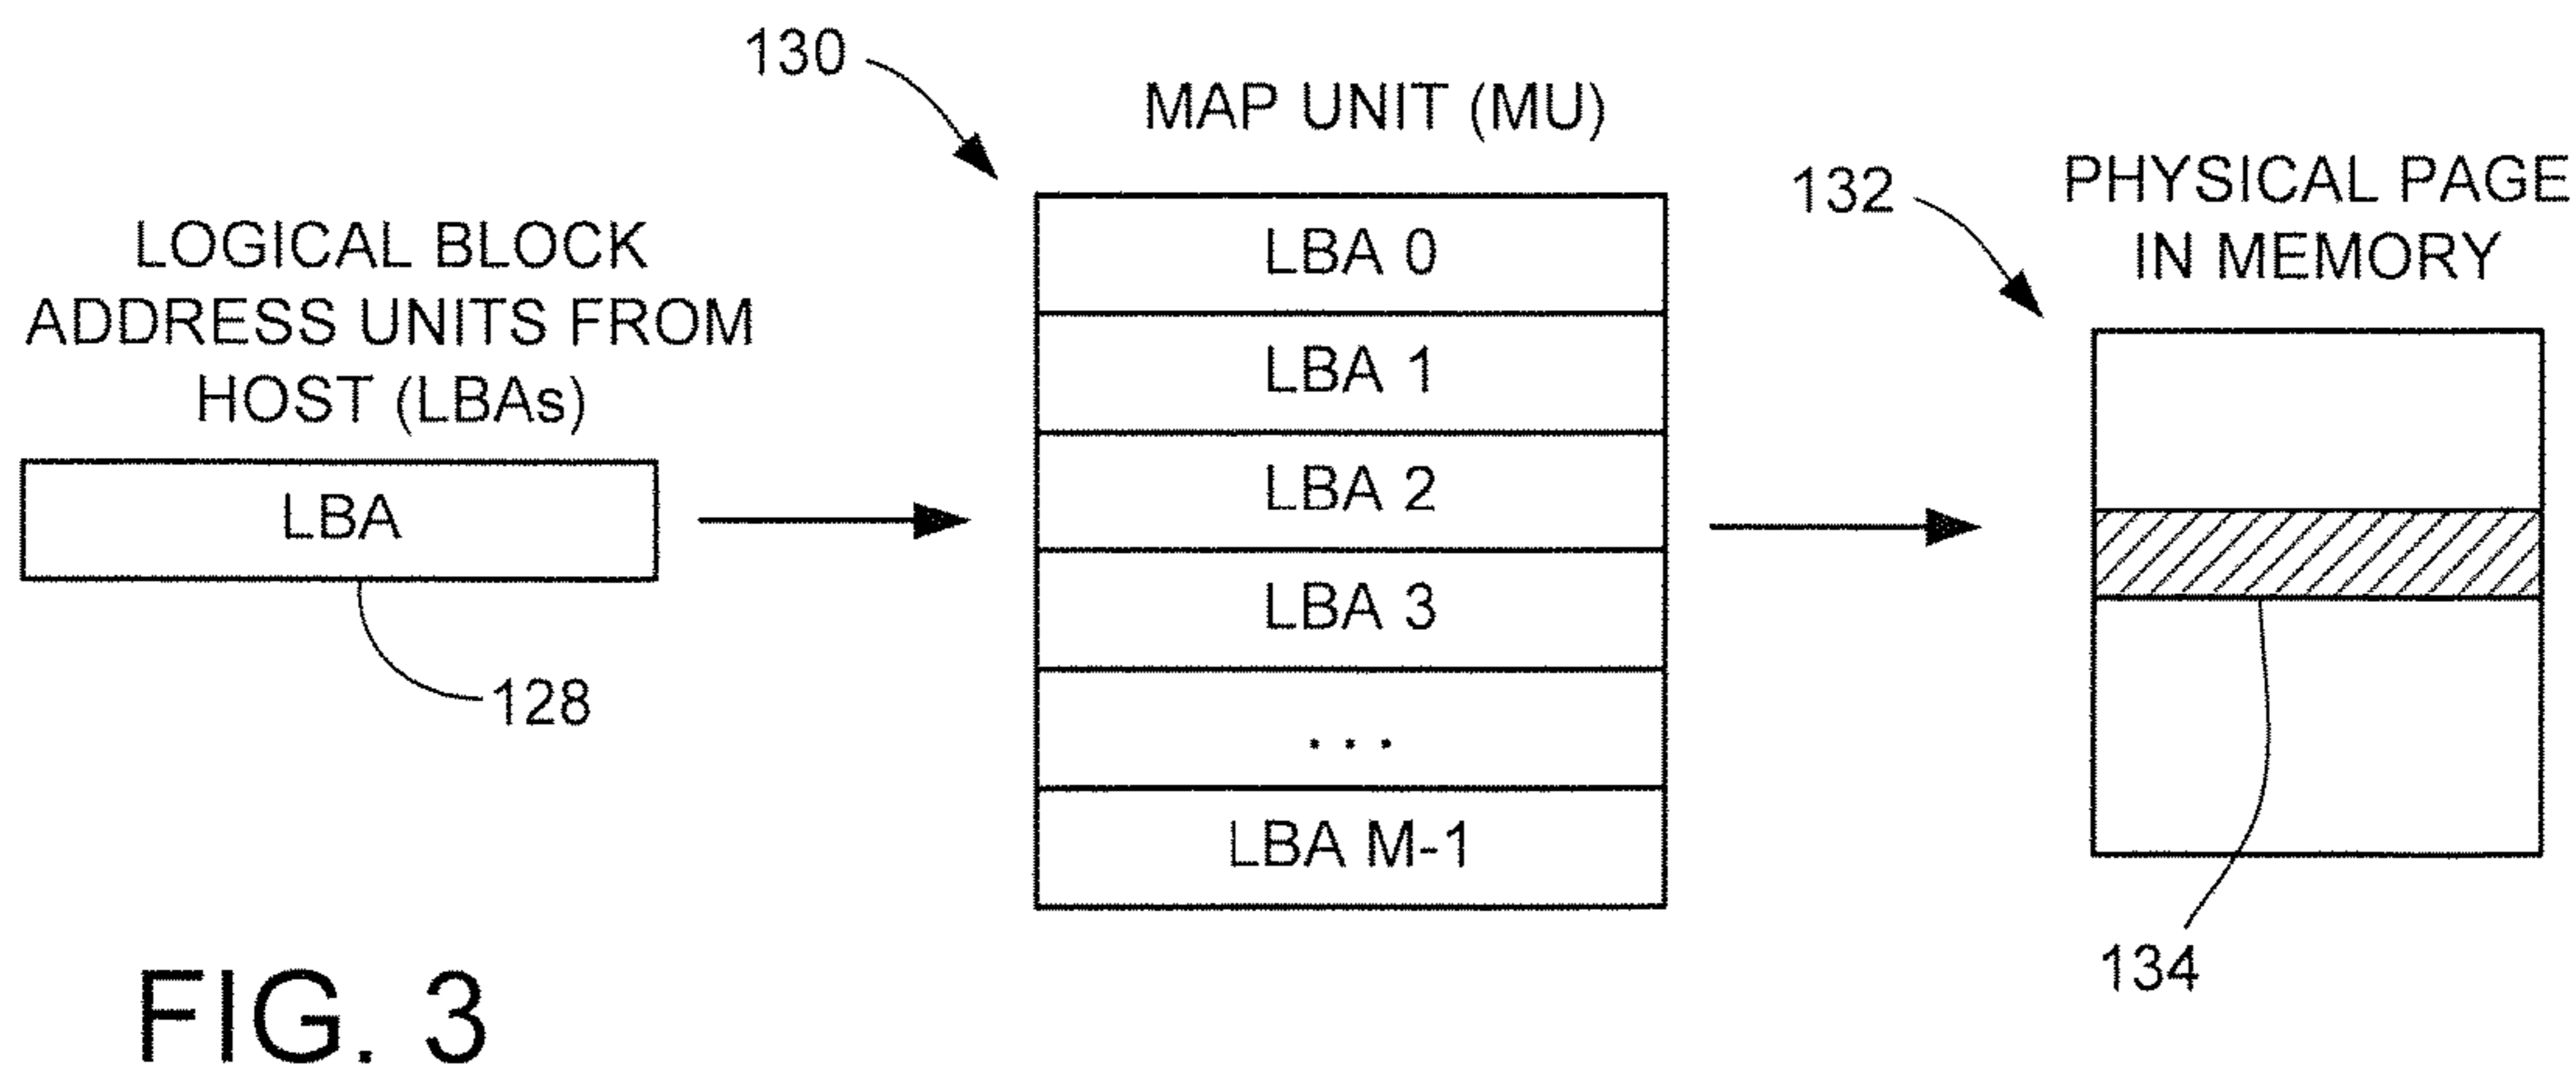 130
MAP UNIT (MU)
132
PHYSICAL PAGE
IN MEMORY
LOGICAL BLOCK
ADDRESS UNITS FROM
HOST (LBAs)
LBA
128
LBA 0
LBA 1
LBA 2
LBA 3
...
LBA M-1
134
FIG. 3